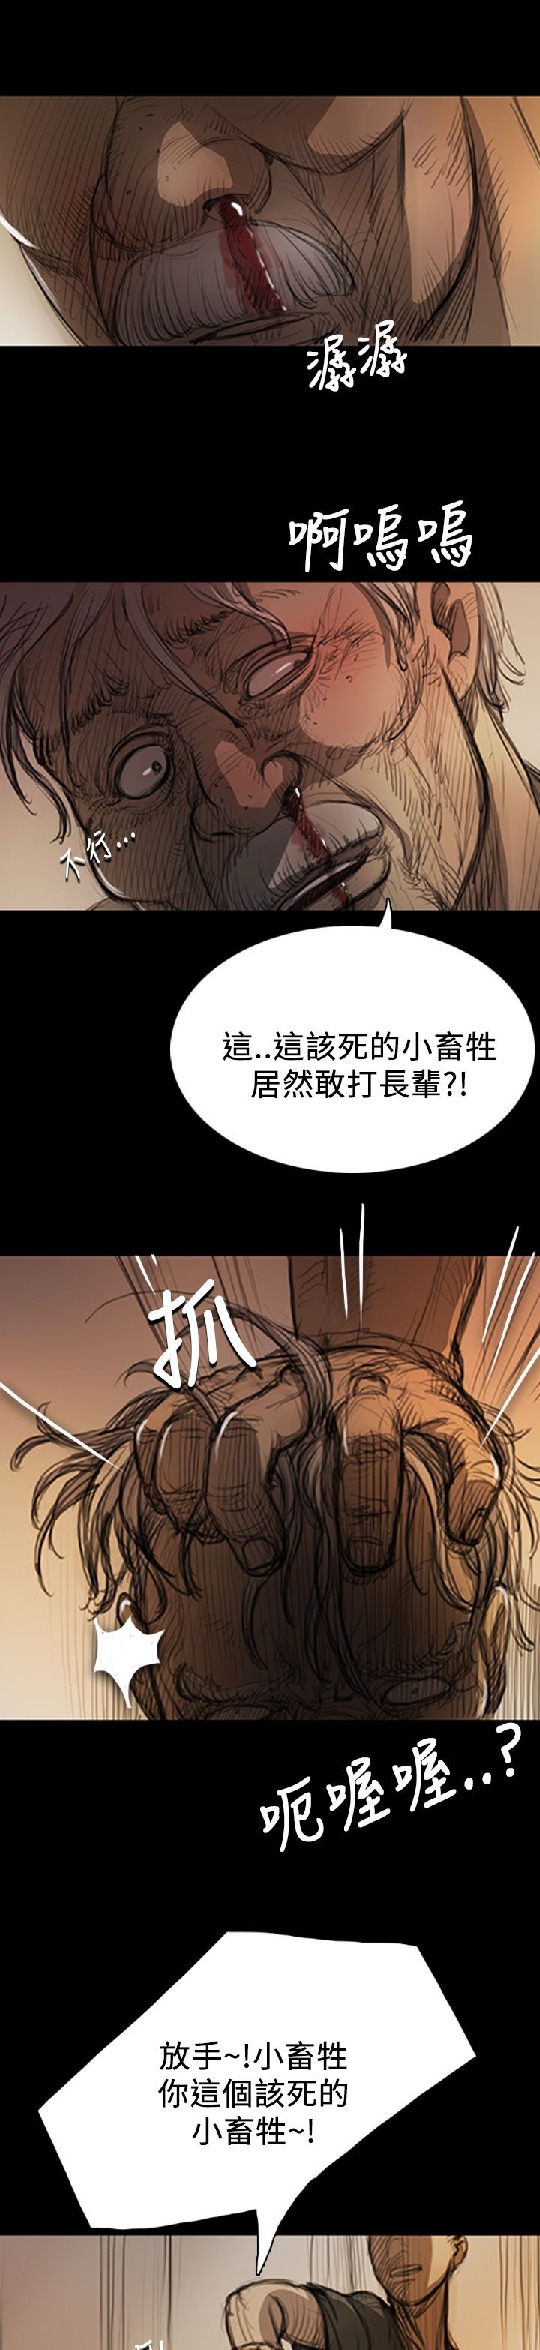 潺潺
啊嗚嗚
不行...
這..這該死的小畜牲
居然敢打長輩?!
抓
呃喔喔..?
放手~!小畜牲
你這個該死的
小畜牲~!